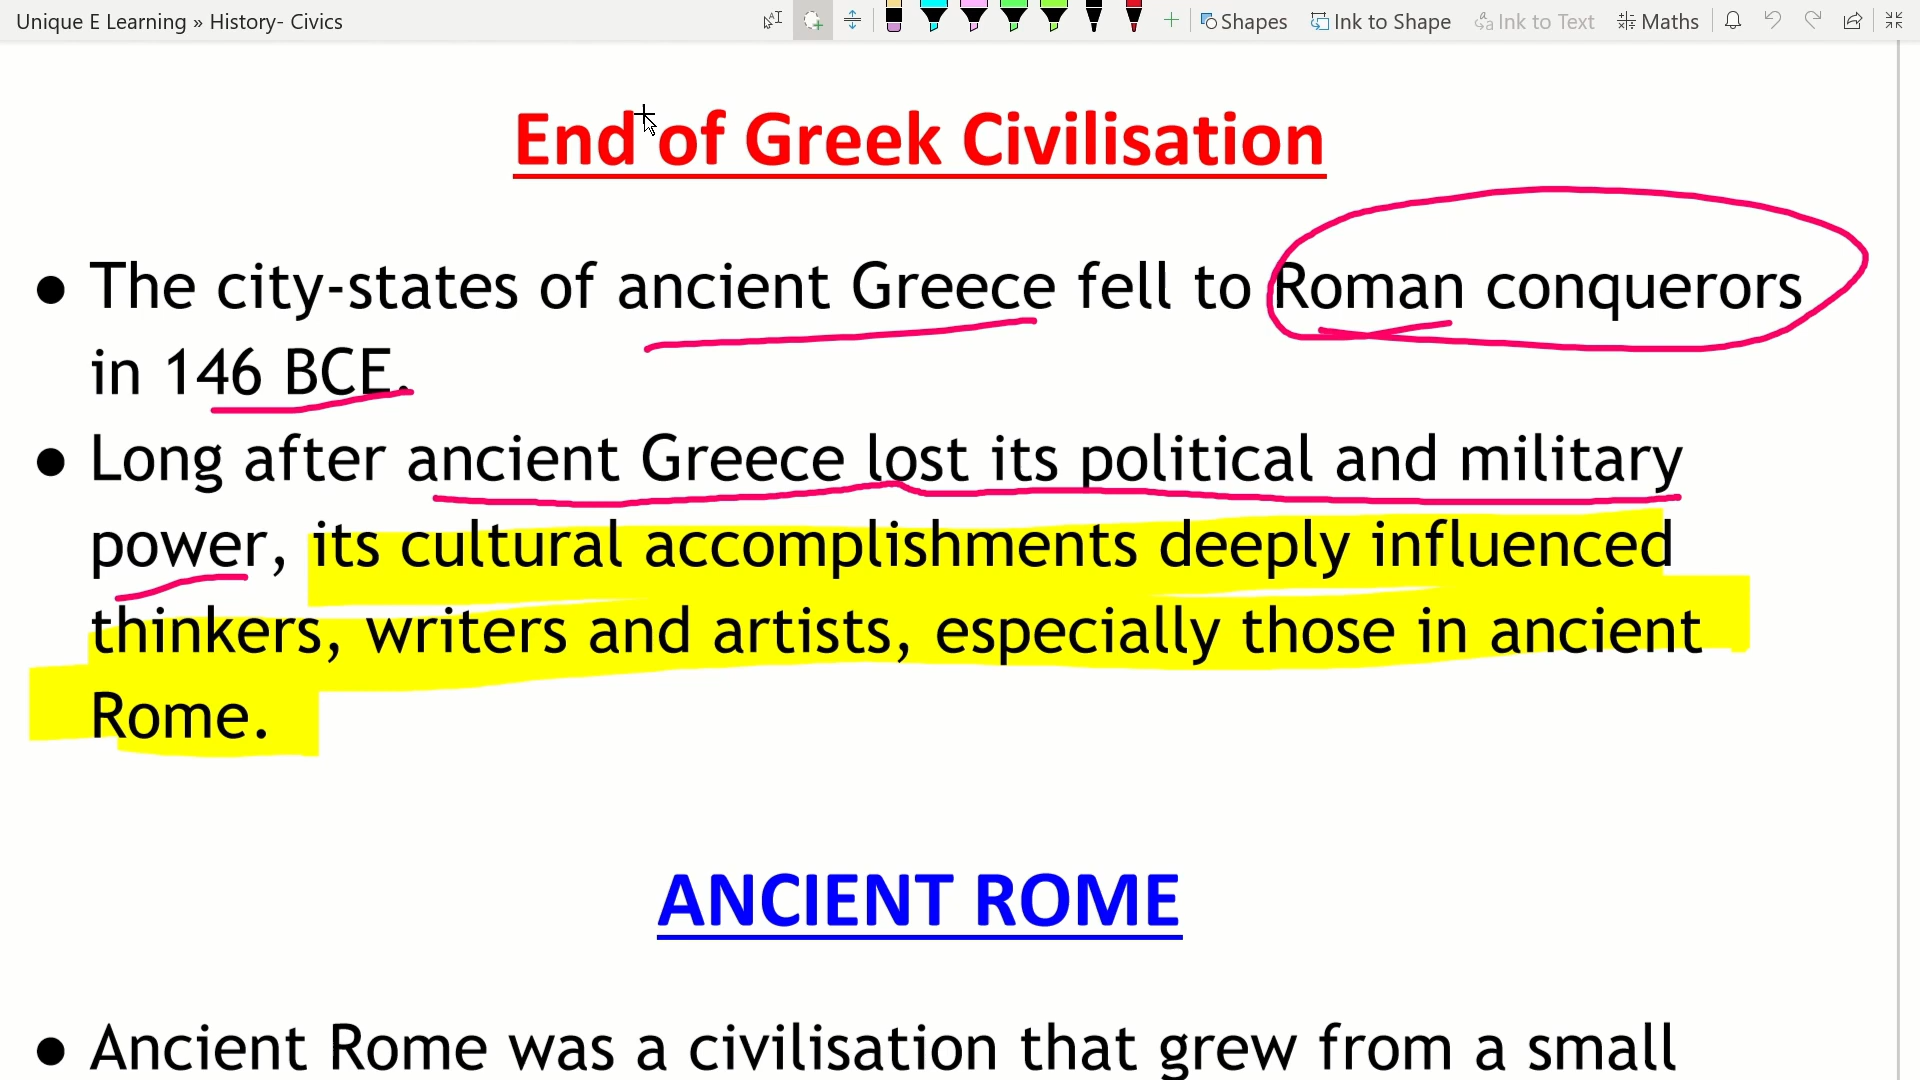 Unique E Learning » History- Civics
Shapes Ink to Shape Ink to Text Maths
End of Greek Civilisation
● The city-states of ancient Greece fell to Roman conquerors
in 146 BCE.
● Long after ancient Greece lost its political and military
power, its cultural accomplishments deeply influenced
thinkers, writers and artists, especially those in ancient
Rome.
ANCIENT ROME
● Ancient Rome was a civilisation that grew from a small